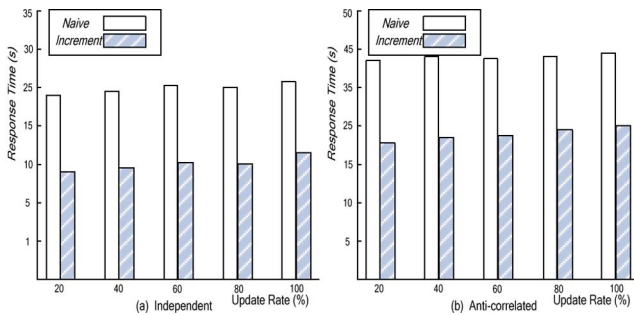 35
30
25
15
10
5
1
Response Time (s)
Naive
Increment
20 40 60 80 100
(a) Independent Update Rate (%)
50
45
35
25
15
10
5
Response Time (s)
Naive
Increment
20 40 60 80 100
(b) Anti-correlated Update Rate (%)